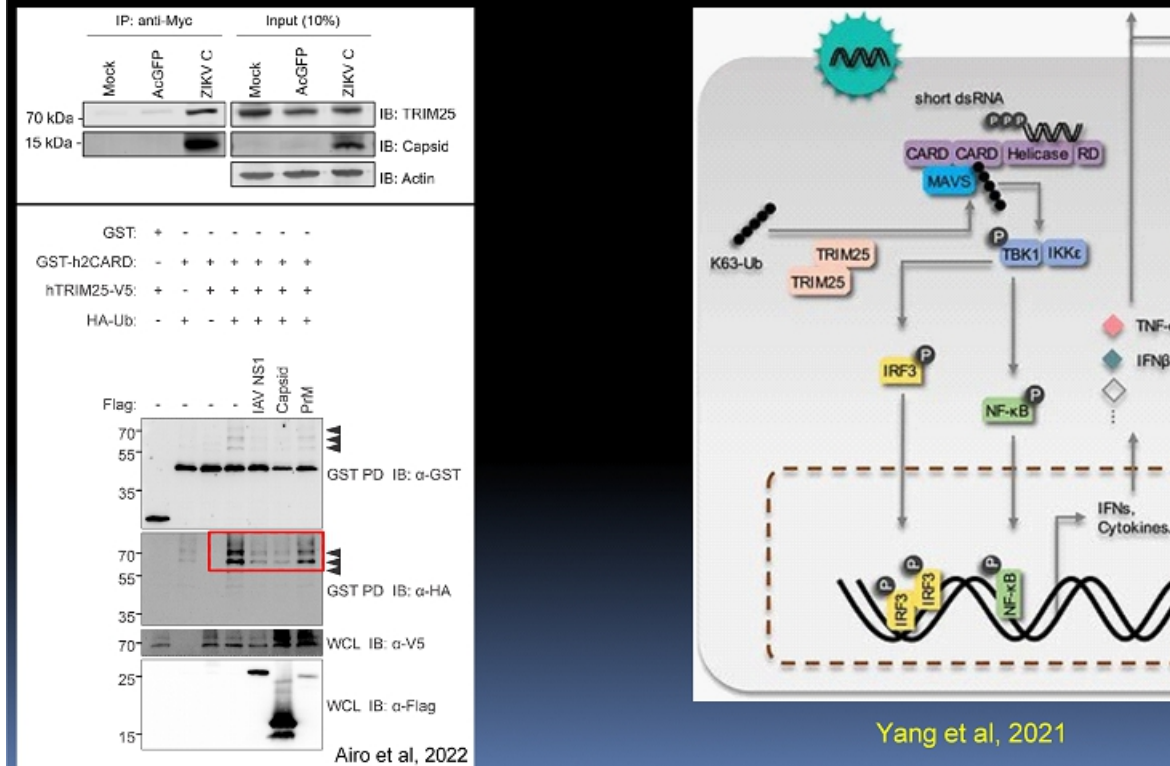 IP: anti-Myc
Input (10%)
Mock
AcGFP
ZIKV C
Mock
AcGFP
ZIKV C
70 kDa -
IB: TRIM25
15 kDa -
IB: Capsid
IB: Actin
GST: + - - - - - -
GST-h2CARD: - + + + + + +
hTRIM25-V5: + - + + + + +
HA-Ub: - + - + + + +
Flag: - - - - IAV NS1 Capsid PrM
70
55
35
GST PD IB: α-GST
70
55
35
GST PD IB: α-HA
70
WCL IB: α-V5
25
15
WCL IB: α-Flag
Airo et al, 2022
short dsRNA
P P P
CARD CARD Helicase RD
MAVS
K63-Ub
TRIM25
TRIM25
P
TBK1 IKKε
IRF3 P
NF-κB P
TNF-
IFNβ
IFNs,
Cytokines
P P P
IRF3 IRF3 NF-κB
Yang et al, 2021